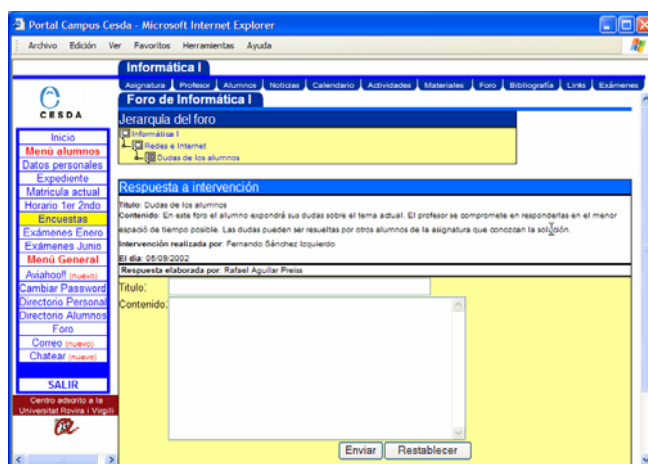 Portal Campus Cesda - Microsoft Internet Explorer
Archivo Edición Ver Favoritos Herramientas Ayuda
Informática I
Asignatura Profesor Alumnos Noticias Calendario Actividades Materiales Foro Bibliografía Links Exámenes
Foro de Informática I
CESDA
Inicio
Menú alumnos
Datos personales
Expediente
Matricula actual
Horario 1er 2ndo
Encuestas
Exámenes Enero
Exámenes Junio
Menú General
Aviahoo!! (nuevo)
Cambiar Password
Directorio Personal
Directorio Alumnos
Foro
Correo (nuevo)
Chatear (nuevo)
SALIR
Centro adscrito a la
Universitat Rovira i Virgili
Jerarquía del foro
Informática I
Redes e Internet
Dudas de los alumnos
Respuesta a intervención
Titulo: Dudas de los alumnos
Contenido: En este foro el alumno expondrá sus dudas sobre el tema actual. El profesor se compromete en responderlas en el menor
espació de tiempo posible. Las dudas pueden ser resueltas por otros alumnos de la asignatura que conozcan la solución.
Intervención realizada por: Fernando Sánchez Izquierdo
El dia: 05/09/2002
Respuesta elaborada por: Rafael Aguilar Preiss
Titulo:
Contenido:
Enviar Restablecer